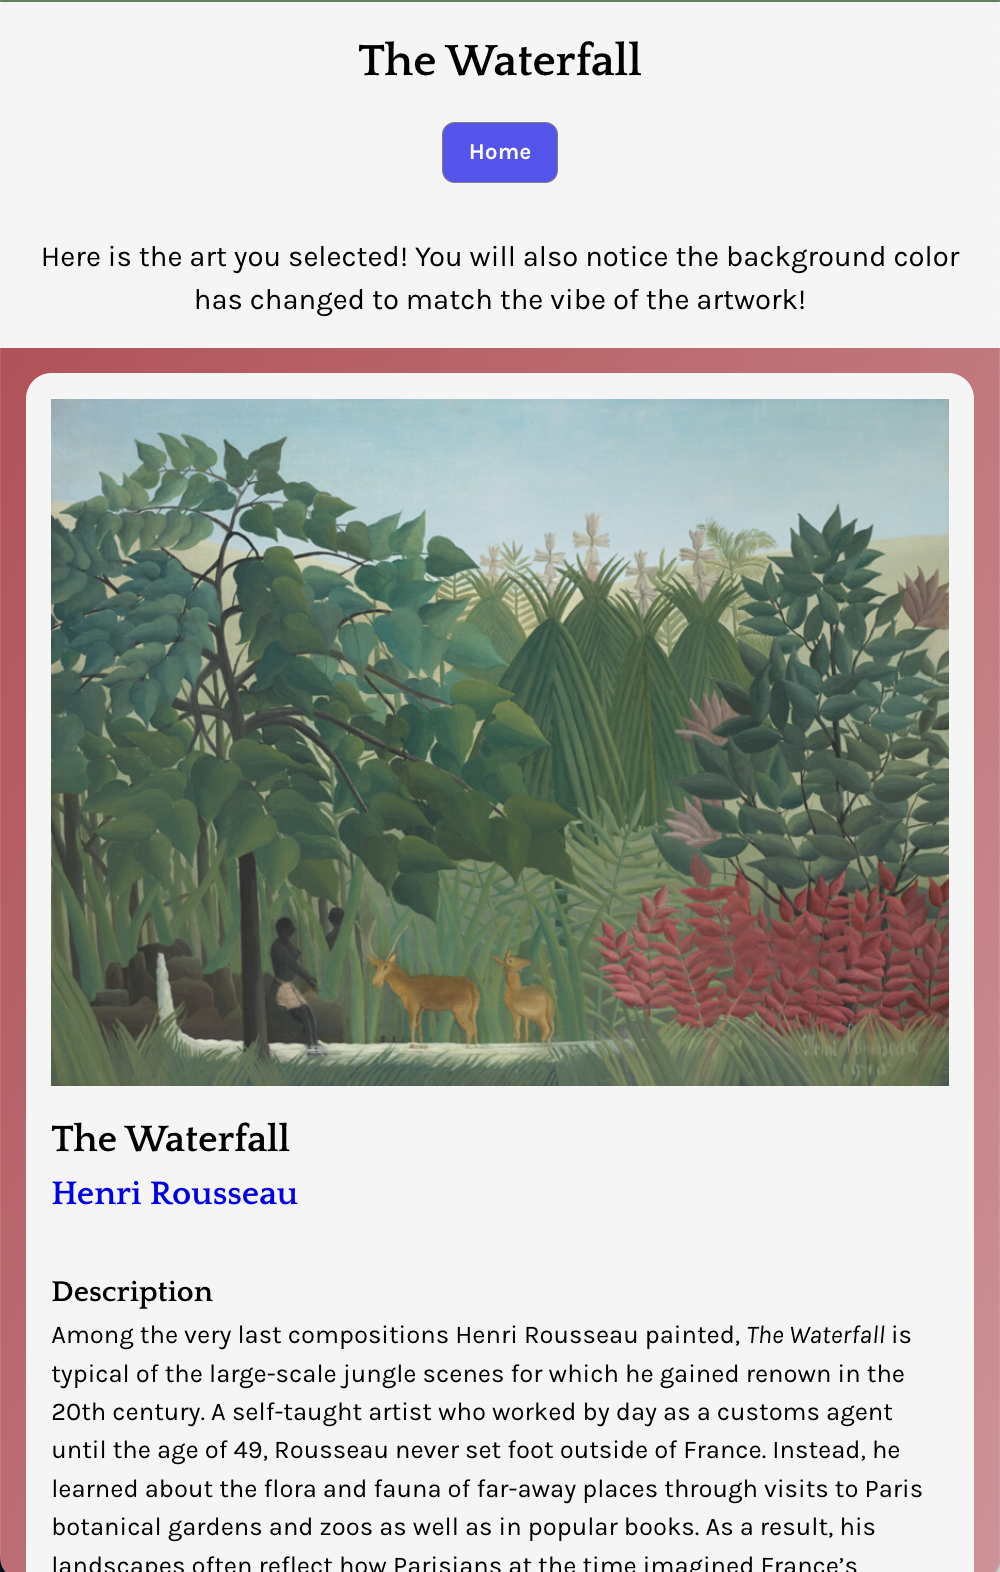 The Waterfall
Home
Here is the art you selected! You will also notice the background color
has changed to match the vibe of the artwork!
Henri Rousseau
1910
The Waterfall
Henri Rousseau
Description
Among the very last compositions Henri Rousseau painted, The Waterfall is
typical of the large-scale jungle scenes for which he gained renown in the
20th century. A self-taught artist who worked by day as a customs agent
until the age of 49, Rousseau never set foot outside of France. Instead, he
learned about the flora and fauna of far-away places through visits to Paris
botanical gardens and zoos as well as in popular books. As a result, his
landscapes often reflect how Parisians at the time imagined France’s